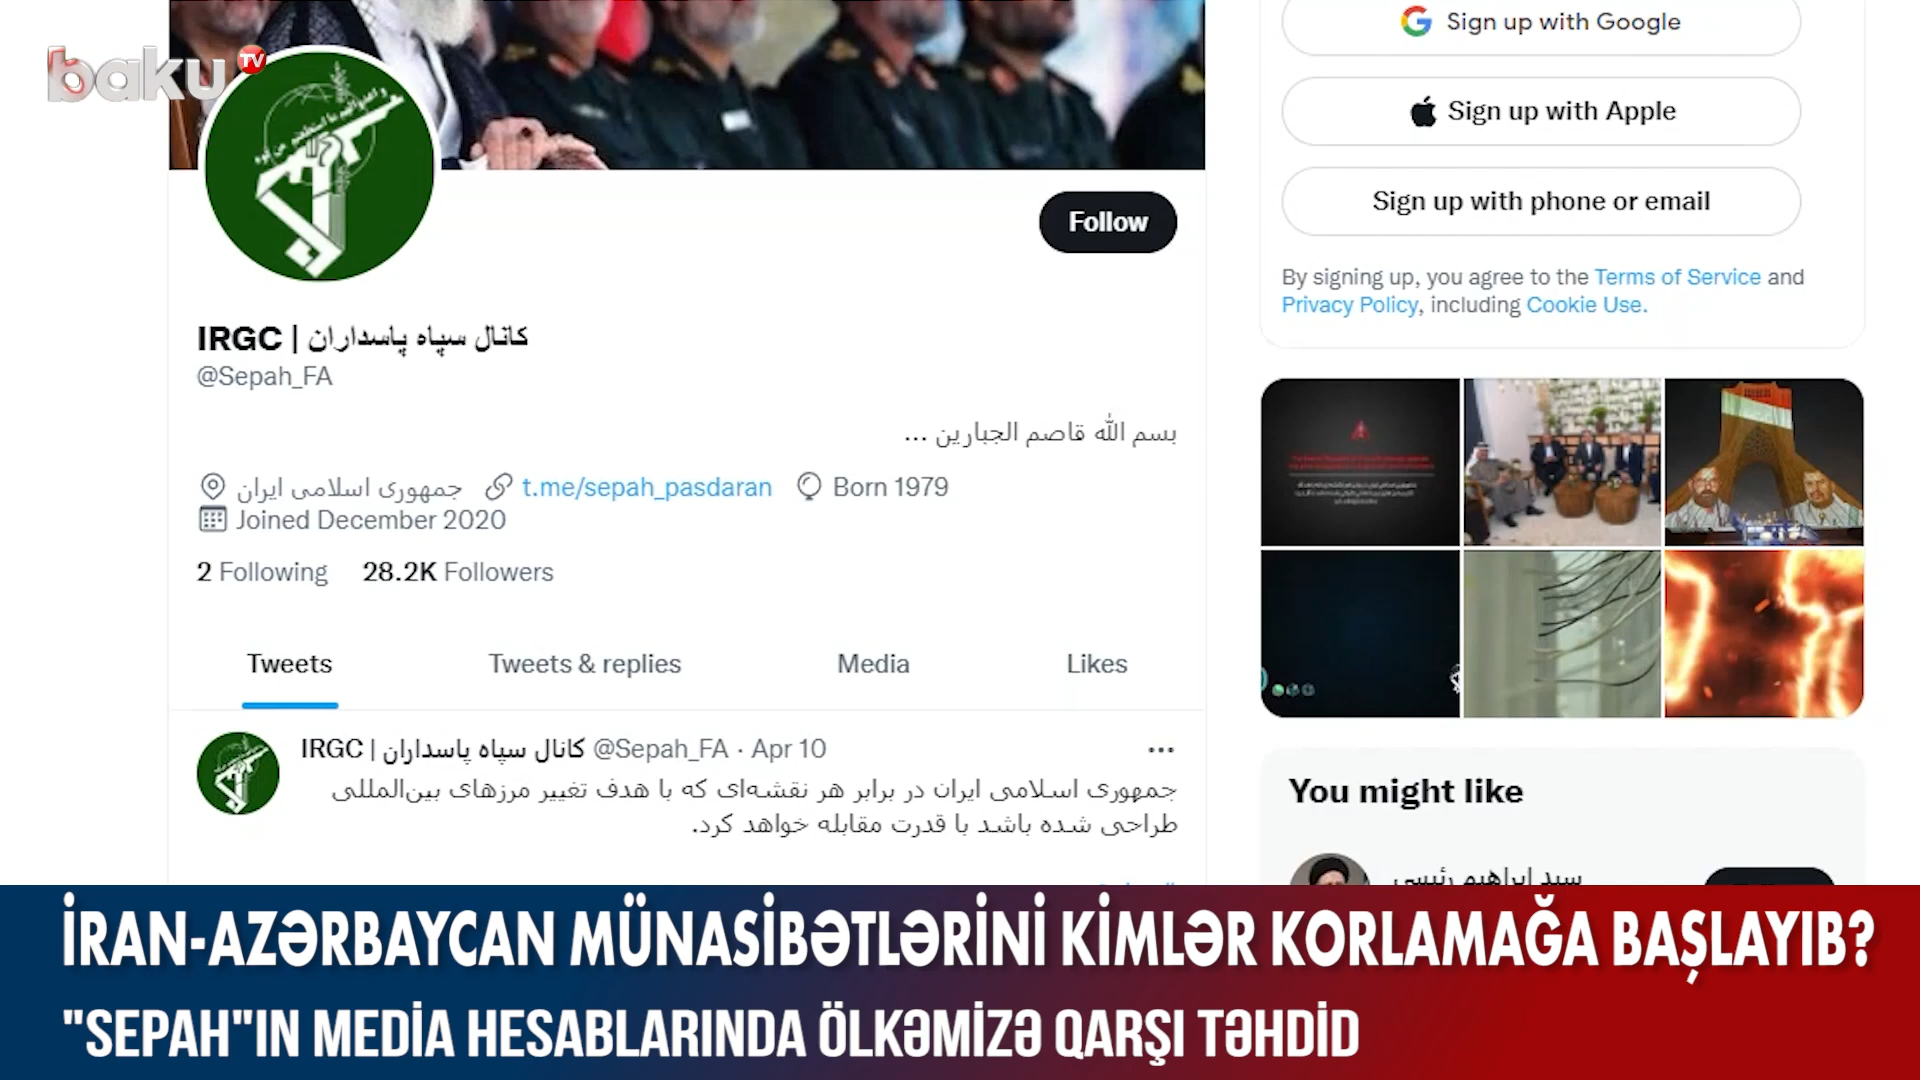 baku TV
Sign up with Google
Sign up with Apple
Sign up with phone or email
By signing up, you agree to the Terms of Service and
Privacy Policy, including Cookie Use.
Follow
IRGC | کانال سپاه پاسداران
@Sepah_FA
بسم الله قاصم الجبارین ...
جمهوری اسلامی ایران t.me/sepah_pasdaran Born 1979
Joined December 2020
2 Following 28.2K Followers
Tweets Tweets & replies Media Likes
IRGC | کانال سپاه پاسداران @Sepah_FA · Apr 10
جمهوری اسلامی ایران در برابر هر نقشه‌ای که با هدف تغییر مرزهای بین‌المللی
طراحی شده باشد با قدرت مقابله خواهد کرد.
You might like
سید ابراهیم رئیسی
İRAN-AZƏRBAYCAN MÜNASİBƏTLƏRİNİ KİMLƏR KORLAMAĞA BAŞLAYIB?
"SEPAH"IN MEDİA HESABLARINDA ÖLKƏMİZƏ QARŞI TƏHDİD